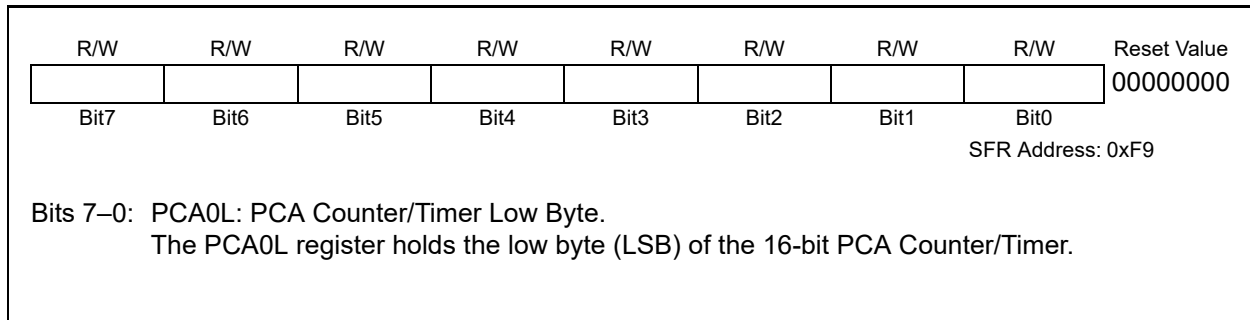 R/W R/W R/W R/W R/W R/W R/W R/W Reset Value
00000000
Bit7 Bit6 Bit5 Bit4 Bit3 Bit2 Bit1 Bit0
SFR Address: 0xF9
Bits 7–0: PCA0L: PCA Counter/Timer Low Byte.
The PCA0L register holds the low byte (LSB) of the 16-bit PCA Counter/Timer.